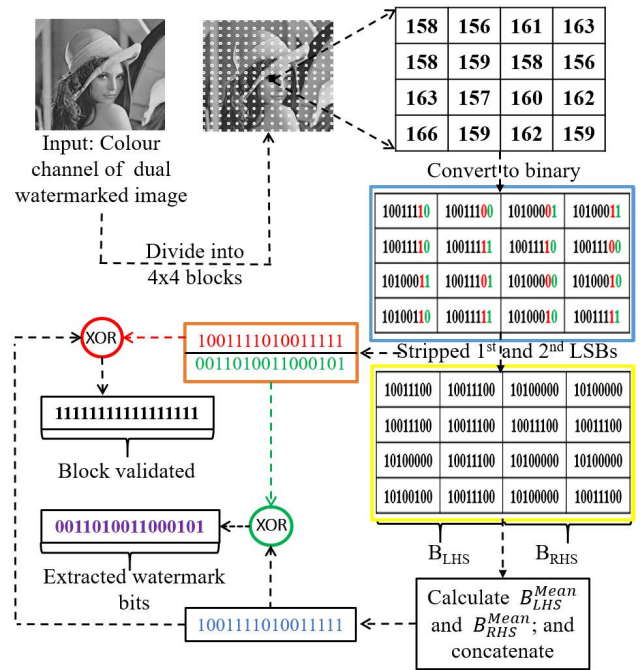 158 156 161 163
158 159 158 156
163 157 160 162
166 159 162 159
Input: Colour
channel of dual
watermarked image
Convert to binary
Divide into
4x4 blocks
10011110 10011100 10100001 10100011
10011110 10011111 10011110 10011100
10100011 10011101 10100000 10100010
10100110 10011111 10100010 10011111
Stripped 1st and 2nd LSBs
XOR
1001111010011111
0011010011000101
10011100 10011100 10100000 10100000
10011100 10011100 10011100 10011100
10100000 10011100 10100000 10100000
10100100 10011100 10100000 10011100
1111111111111111
Block validated
0011010011000101
XOR
Extracted watermark
bits
BLHS BRHS
Calculate B_LHS^Mean
and B_RHS^Mean; and
concatenate
1001111010011111